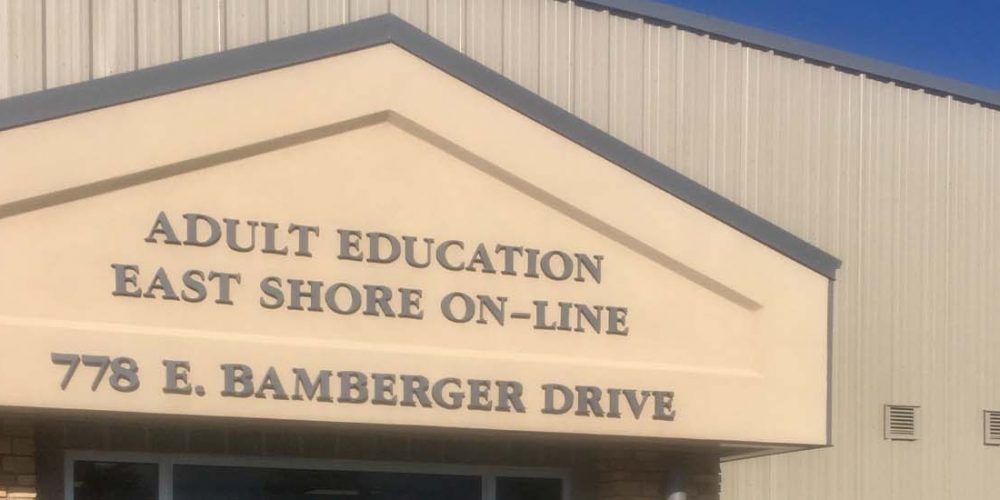 ADULT EDUCATION
EAST SHORE ON-LINE
778 E. BAMBERGER DRIVE